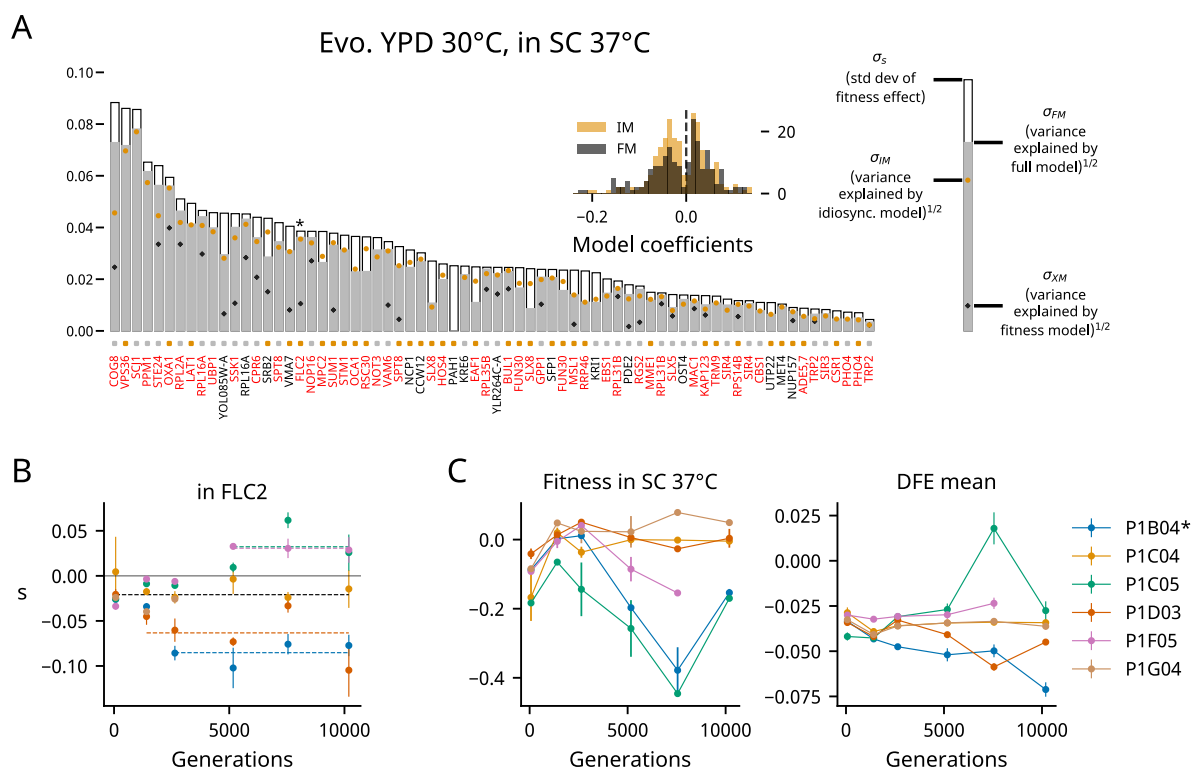 A
Evo. YPD 30°C, in SC 37°C
0.10
0.08
0.06
0.04
0.02
0.00
*
IM
FM
20
0
−0.2
0.0
Model coefficients
σs
(std dev of
fitness effect)
σFM
(variance
explained by
full model)1/2
σIM
(variance
explained by
idiosync. model)1/2
σXM
(variance
explained by
fitness model)1/2
COG8
VPS53
SCJ1
PPM1
STE24
VMA1
RPL2A
LAT1
RPL16A
UBP1
YOL085W-A
SSK1
RPL16A
CPR6
SRB2
SPT8
VMA7
FLC2
NOP16
MPC2
SUM1
STM1
OCA1
RSC30
NOT3
VAM6
SPT8
NCP1
CCW12
SLX8
HOS4
PAH1
KRE6
EAF1
RPL35B
YLR264C-A
BUL1
FUN30
SLX8
GPP1
SFP1
FUN30
MSL1
RRP46
KRI1
EBS1
RPL31B
PDE2
RGS2
MME1
RPL31B
SLX5
OST4
MAC1
KAP123
TRM9
SIR4
RPS14B
SIR4
CBS1
UTP22
MET4
NUP157
ADE5,7
TRP2
SIR3
CSR1
PHO4
PHO4
TRP2
B
in FLC2
0.05
0.00
−0.05
−0.10
s
0
5000
10000
Generations
C
Fitness in SC 37°C
0.0
−0.2
−0.4
0
5000
10000
Generations
DFE mean
0.025
0.000
−0.025
−0.050
−0.075
0
5000
10000
Generations
P1B04*
P1C04
P1C05
P1D03
P1F05
P1G04